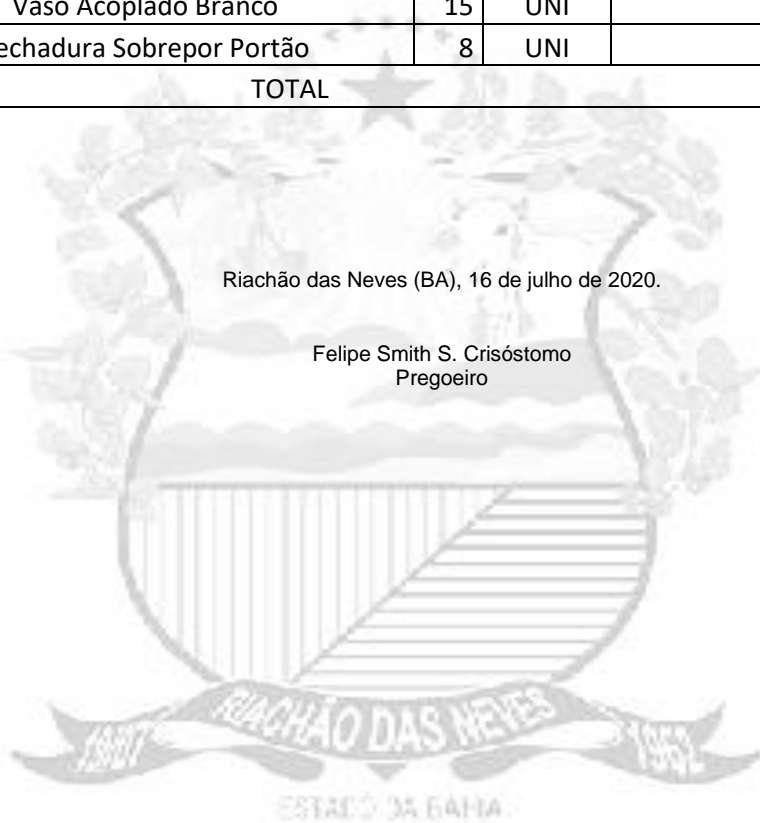 Vaso Acoplado Branco 15 UNI
echadura Sobrepor Portão 8 UNI
TOTAL
Riachão das Neves (BA), 16 de julho de 2020.
Felipe Smith S. Crisóstomo
Pregoeiro
RIACHÃO DAS NEVES
1962
ESTADO DA BAHIA